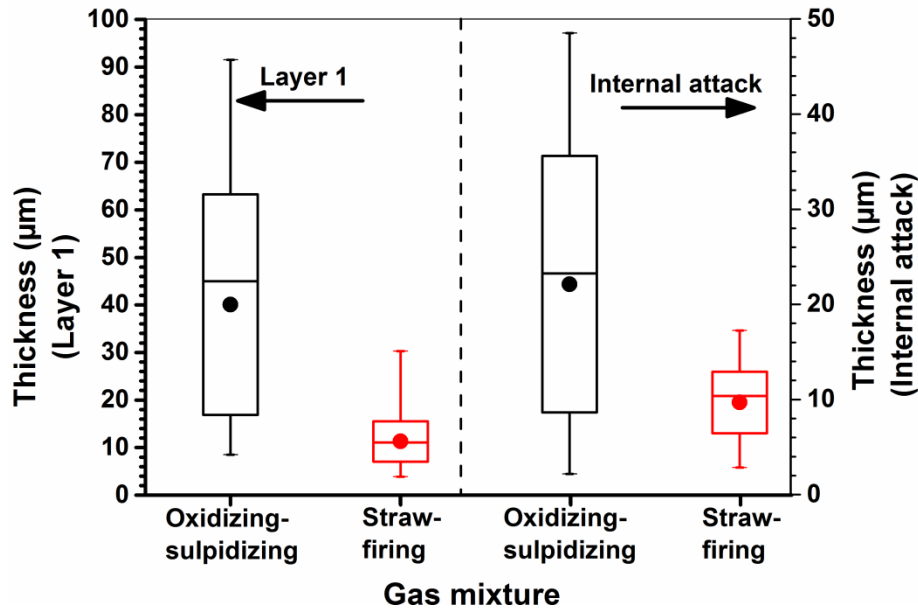 100
90
80
70
60
50
40
30
20
10
0
Thickness (µm)
(Layer 1)
Layer 1
Internal attack
50
40
30
20
10
0
Thickness (µm)
(Internal attack)
Oxidizing-
sulpidizing
Straw-
firing
Oxidizing-
sulpidizing
Straw-
firing
Gas mixture